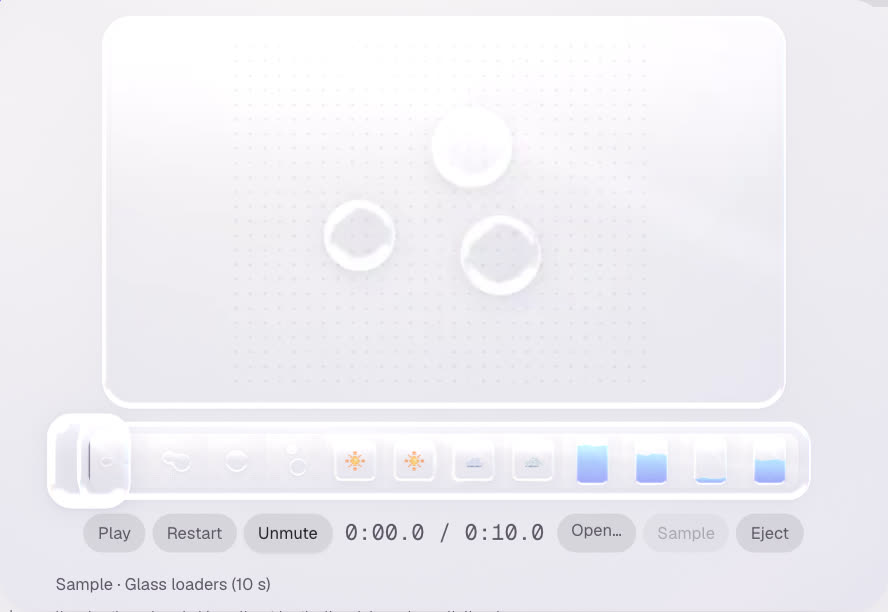 Play Restart Unmute 0:00.0 / 0:10.0 Open… Sample Eject
Sample · Glass loaders (10 s)